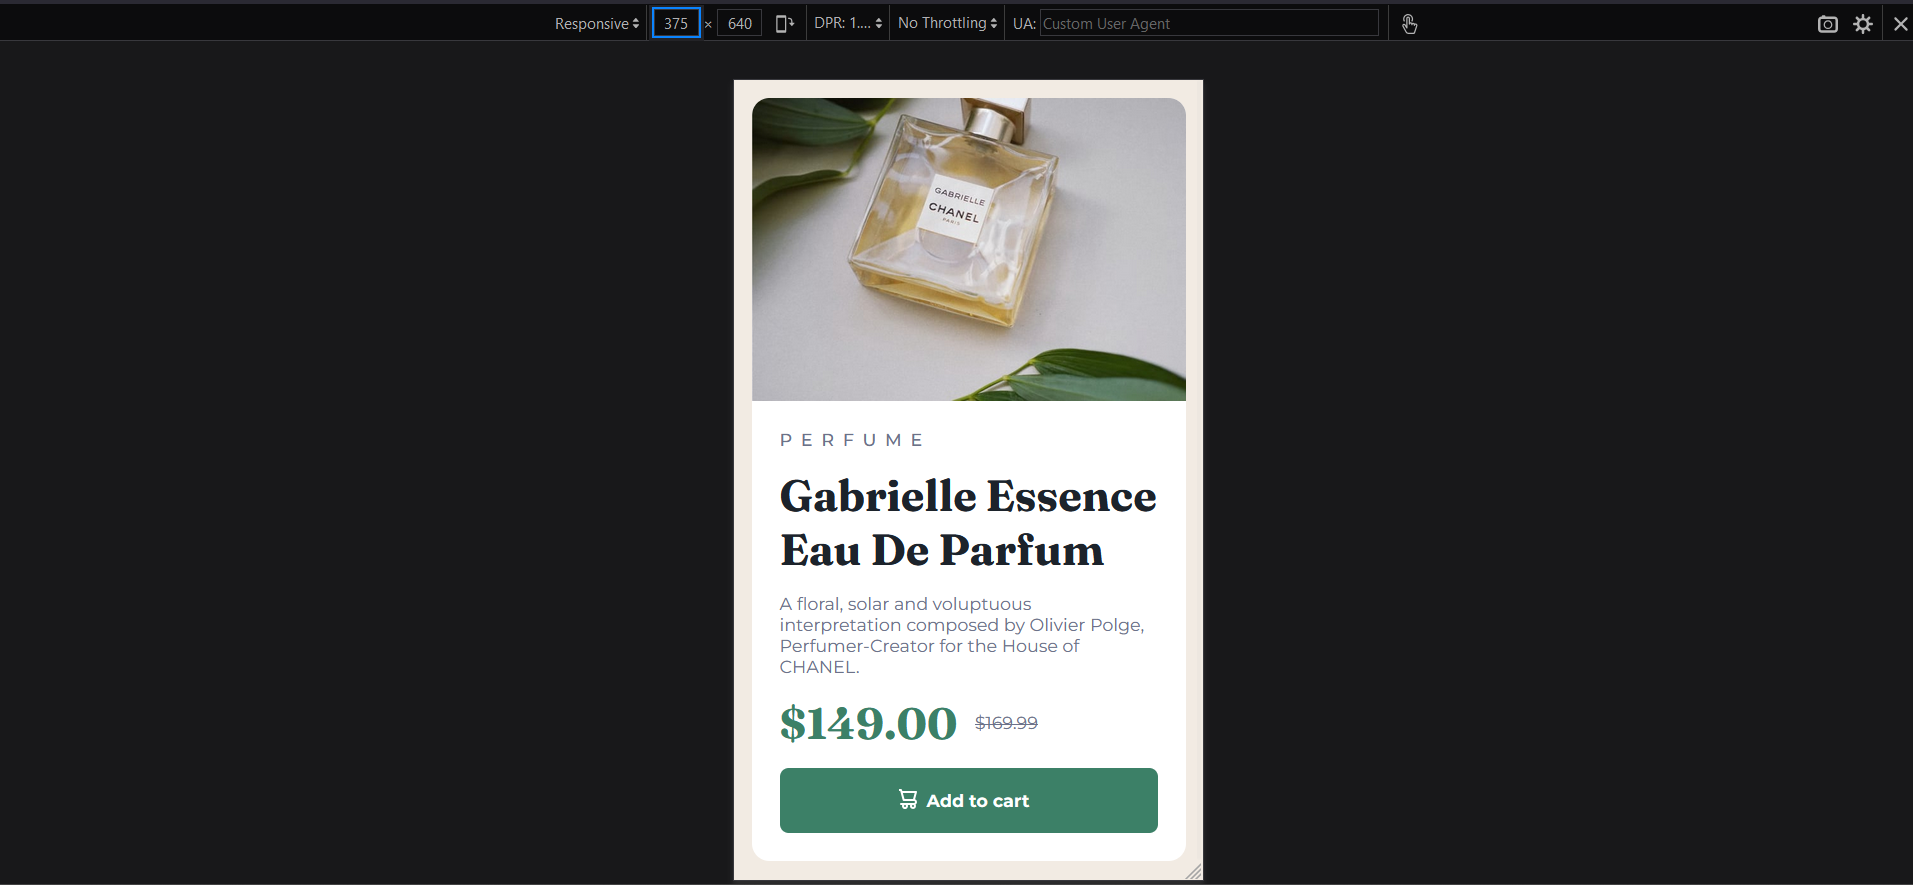 Responsive 375 × 640 DPR: 1.... No Throttling UA: Custom User Agent
GABRIELLE
CHANEL
PARIS
PERFUME
Gabrielle Essence
Eau De Parfum
A floral, solar and voluptuous
interpretation composed by Olivier Polge,
Perfumer-Creator for the House of
CHANEL.
$149.00 $169.99
Add to cart